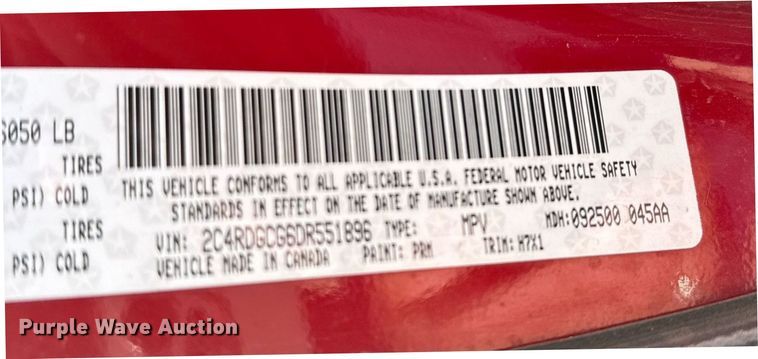 6050 LB
TIRES
PSI) COLD
TIRES
PSI) COLD
THIS VEHICLE CONFORMS TO ALL APPLICABLE U.S.A. FEDERAL MOTOR VEHICLE SAFETY
STANDARDS IN EFFECT ON THE DATE OF MANUFACTURE SHOWN ABOVE.
VIN: 2C4RDGCG6DR551896 TYPE: MPV MDH: 092500 045AA
VEHICLE MADE IN CANADA PAINT: PRM TRIM: H7X1
Purple Wave Auction